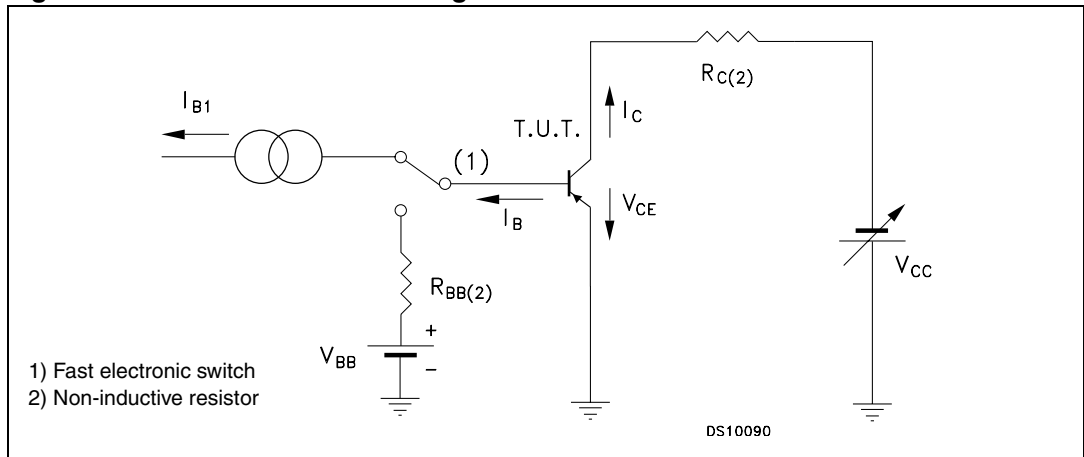 I_B1
(1)
I_B
T.U.T.
I_C
V_CE
R_C(2)
V_CC
R_BB(2)
V_BB
+
–
1) Fast electronic switch
2) Non-inductive resistor
DS10090